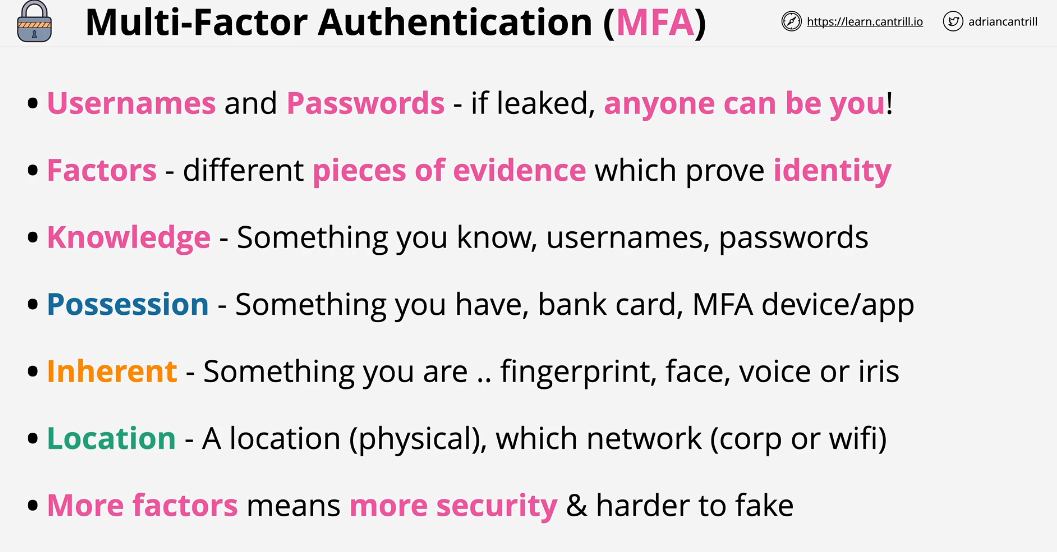 Multi-Factor Authentication (MFA)
https://learn.cantrill.io
adriancantrill
• Usernames and Passwords - if leaked, anyone can be you!
• Factors - different pieces of evidence which prove identity
• Knowledge - Something you know, usernames, passwords
• Possession - Something you have, bank card, MFA device/app
• Inherent - Something you are .. fingerprint, face, voice or iris
• Location - A location (physical), which network (corp or wifi)
• More factors means more security & harder to fake